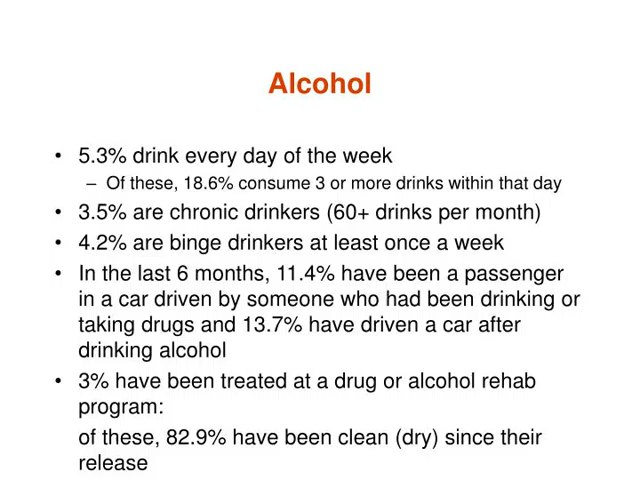 Alcohol
• 5.3% drink every day of the week
– Of these, 18.6% consume 3 or more drinks within that day
• 3.5% are chronic drinkers (60+ drinks per month)
• 4.2% are binge drinkers at least once a week
• In the last 6 months, 11.4% have been a passenger
in a car driven by someone who had been drinking or
taking drugs and 13.7% have driven a car after
drinking alcohol
• 3% have been treated at a drug or alcohol rehab
program:
of these, 82.9% have been clean (dry) since their
release